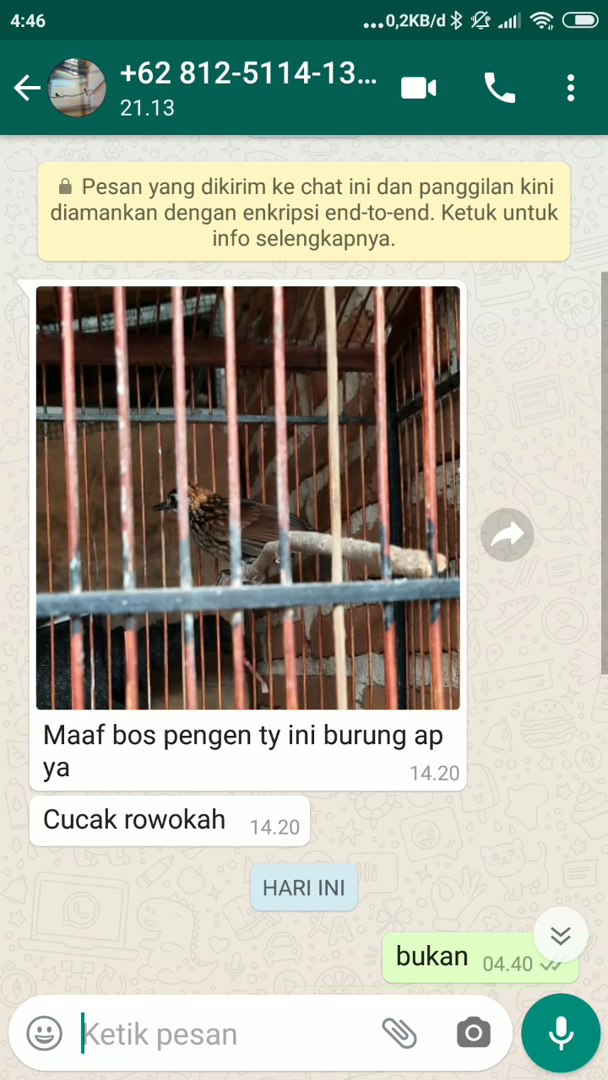 4:46
...0,2KB/d
+62 812-5114-13...
21.13
Pesan yang dikirim ke chat ini dan panggilan kini
diamankan dengan enkripsi end-to-end. Ketuk untuk
info selengkapnya.
Maaf bos pengen ty ini burung ap
ya
14.20
Cucak rowokah 14.20
HARI INI
bukan 04.40
Ketik pesan